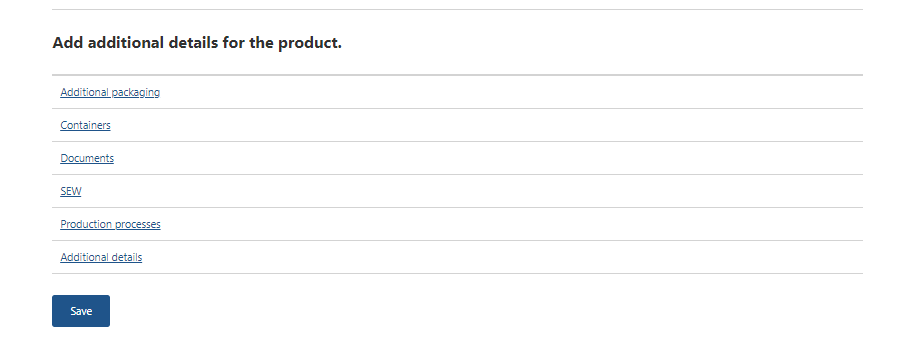 Add additional details for the product.
Additional packaging
Containers
Documents
SEW
Production processes
Additional details
Save